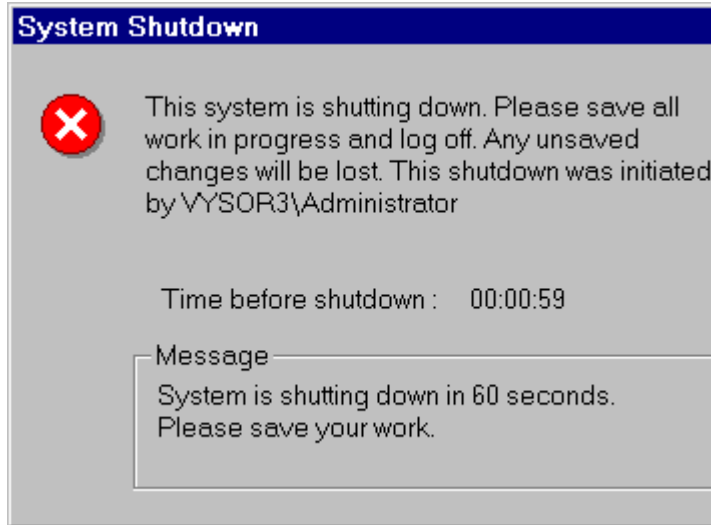 System Shutdown
This system is shutting down. Please save all
work in progress and log off. Any unsaved
changes will be lost. This shutdown was initiated
by VYSOR3\Administrator
Time before shutdown : 00:00:59
Message
System is shutting down in 60 seconds.
Please save your work.